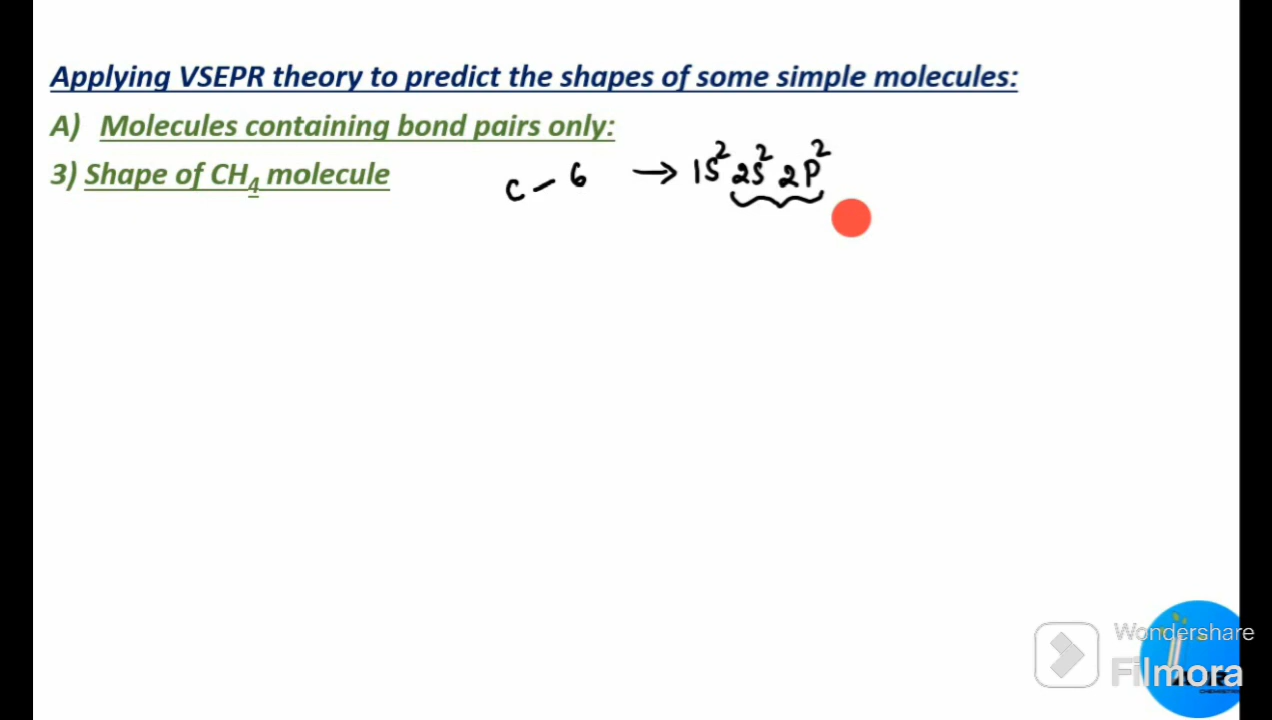 Applying VSEPR theory to predict the shapes of some simple molecules:
A) Molecules containing bond pairs only:
3) Shape of CH₄ molecule
C – 6 → 1S² 2S² 2P²
Wondershare
Filmora